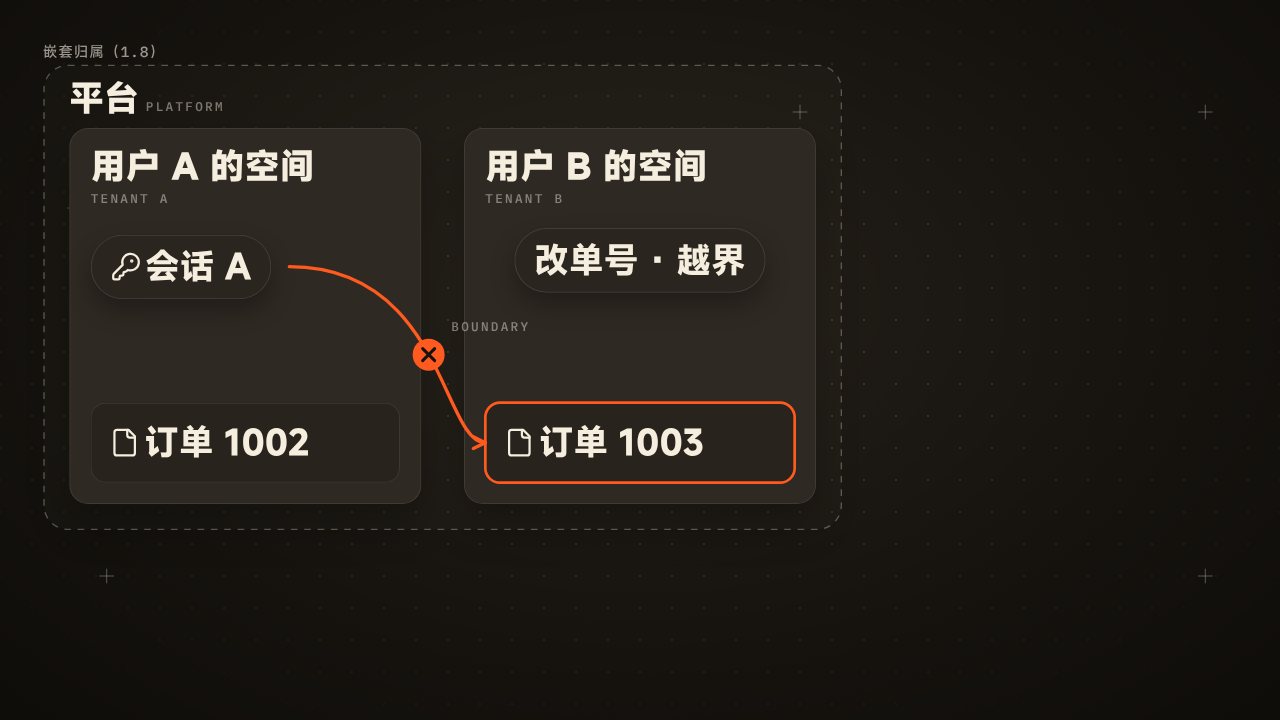 嵌套归属 (1.8)
平台 PLATFORM
用户 A 的空间
TENANT A
会话 A
订单 1002
用户 B 的空间
TENANT B
改单号 · 越界
BOUNDARY
订单 1003